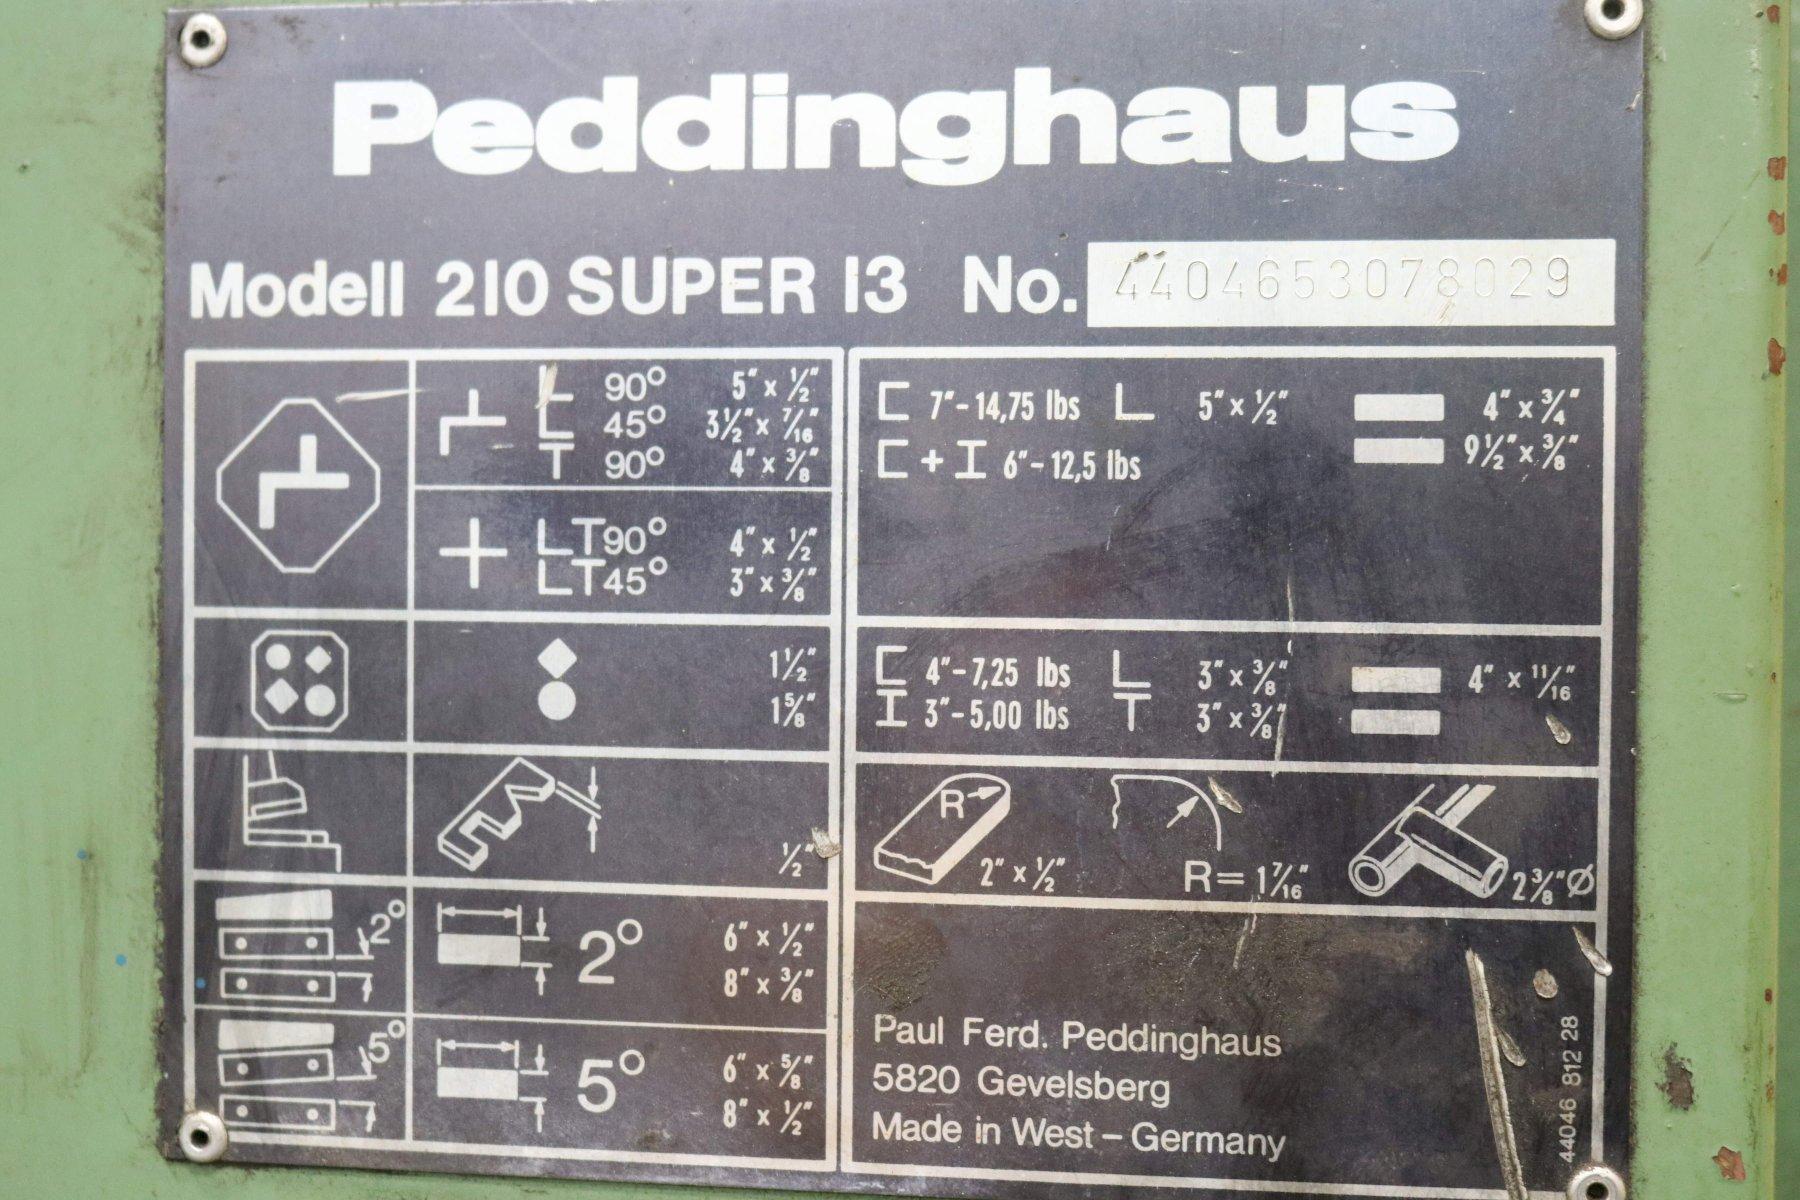 Peddinghaus
Modell 210 SUPER 13 No. 4404653078029
90° 5" x 1/2"
45° 3 1/2" x 7/16"
90° 4" x 3/8"
90° 4" x 1/2"
45° 3" x 3/8"
7"-14,75 lbs 5" x 1/2" 4" x 3/4"
+ 6"-12,5 lbs 9 1/2" x 3/8"
1 1/2"
1 5/8"
4"-7,25 lbs 3" x 3/8" 4" x 11/16"
3"-5,00 lbs 3" x 3/8"
1/2"
R 2" x 1/2" R= 1 7/16" 2 3/8" Ø
2° 2° 6" x 1/2"
8" x 3/8"
5° 5° 6" x 5/8"
8" x 1/2"
Paul Ferd. Peddinghaus
5820 Gevelsberg
Made in West-Germany
44046 812 28